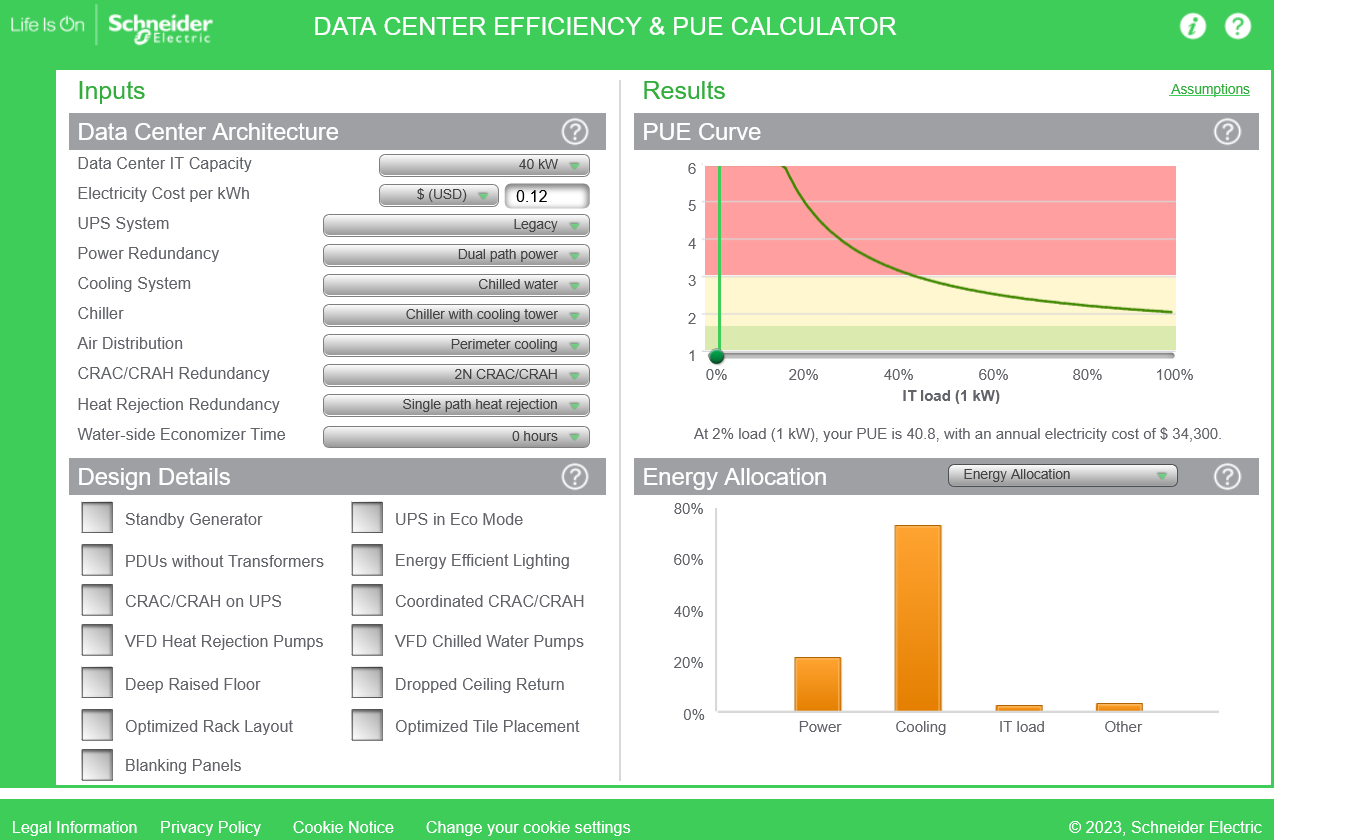 Life Is On
Schneider Electric
DATA CENTER EFFICIENCY & PUE CALCULATOR
i
?
Inputs
Data Center Architecture
?
Data Center IT Capacity
40 kW
Electricity Cost per kWh
$ (USD)
0.12
UPS System
Legacy
Power Redundancy
Dual path power
Cooling System
Chilled water
Chiller
Chiller with cooling tower
Air Distribution
Perimeter cooling
CRAC/CRAH Redundancy
2N CRAC/CRAH
Heat Rejection Redundancy
Single path heat rejection
Water-side Economizer Time
0 hours
Design Details
?
Standby Generator
UPS in Eco Mode
PDUs without Transformers
Energy Efficient Lighting
CRAC/CRAH on UPS
Coordinated CRAC/CRAH
VFD Heat Rejection Pumps
VFD Chilled Water Pumps
Deep Raised Floor
Dropped Ceiling Return
Optimized Rack Layout
Optimized Tile Placement
Blanking Panels
Results
Assumptions
PUE Curve
?
6
5
4
3
2
1
0% 20% 40% 60% 80% 100%
IT load (1 kW)
At 2% load (1 kW), your PUE is 40.8, with an annual electricity cost of $ 34,300.
Energy Allocation
Energy Allocation
?
80%
60%
40%
20%
0%
Power Cooling IT load Other
Legal Information Privacy Policy Cookie Notice Change your cookie settings
© 2023, Schneider Electric